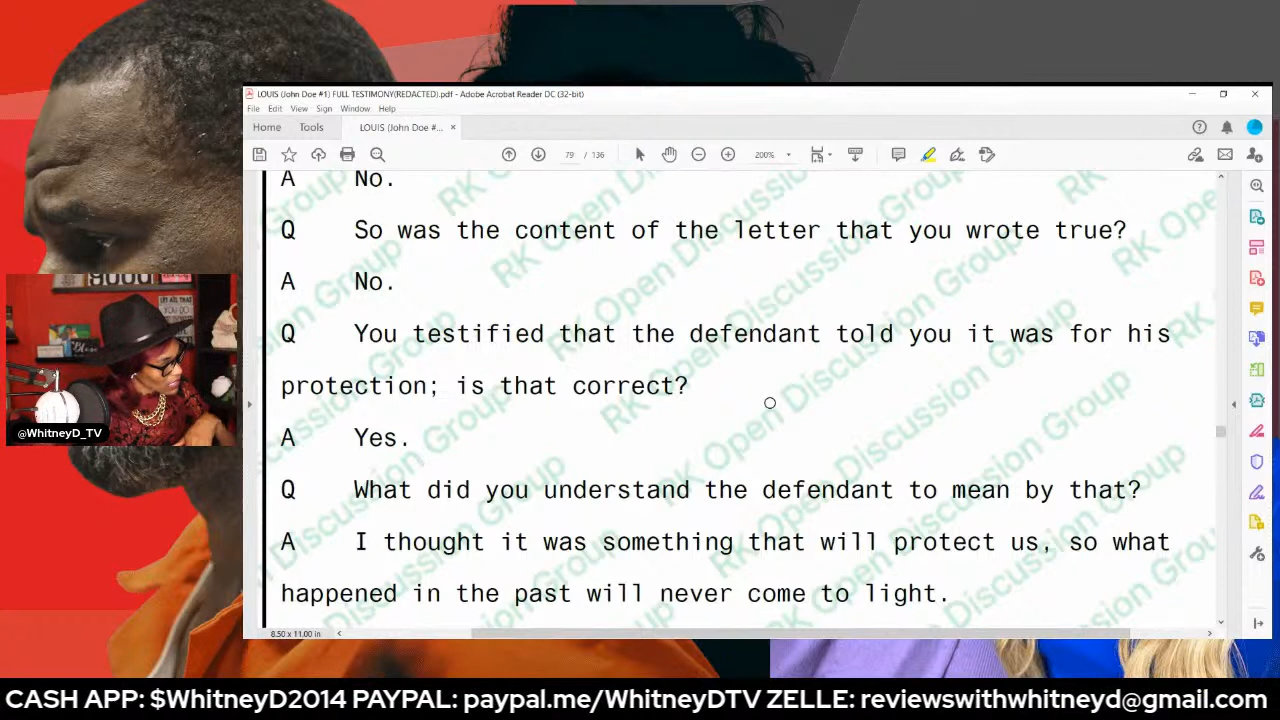 LOUIS (John Doe #1) FULL TESTIMONY(REDACTED).pdf - Adobe Acrobat Reader DC (32-bit)
File Edit View Sign Window Help
Home Tools LOUIS (John Doe #... ×
79 / 136 200%
A No.
Q So was the content of the letter that you wrote true?
A No.
Q You testified that the defendant told you it was for his
protection; is that correct?
A Yes.
Q What did you understand the defendant to mean by that?
A I thought it was something that will protect us, so what
happened in the past will never come to light.
RK Open Discussion Group
8.50 x 11.00 in
@WhitneyD_TV
CASH APP: $WhitneyD2014 PAYPAL: paypal.me/WhitneyDTV ZELLE: reviewswithwhitneyd@gmail.com